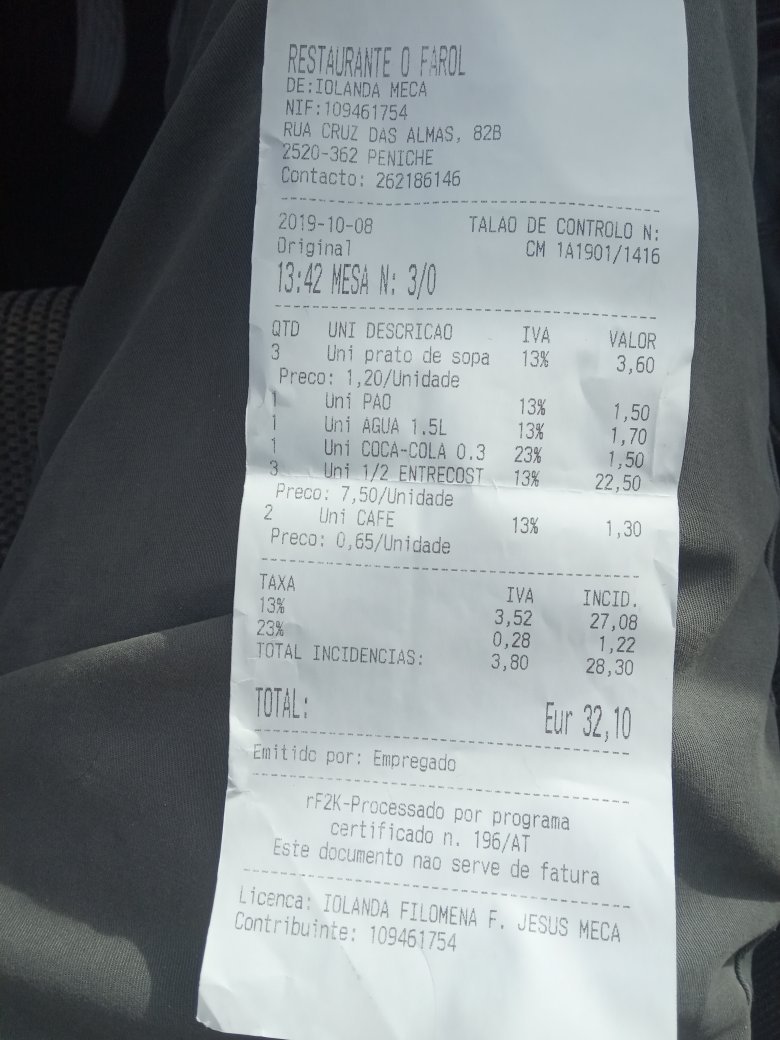 RESTAURANTE O FAROL
DE:IOLANDA MECA
NIF:109461754
RUA CRUZ DAS ALMAS, 82B
2520-362 PENICHE
Contacto: 262186146
2019-10-08 TALAO DE CONTROLO N:
Original CM 1A1901/1416
13:42 MESA N: 3/0
QTD UNI DESCRICAO IVA VALOR
3 Uni prato de sopa 13% 3,60
Preco: 1,20/Unidade
1 Uni PAO 13% 1,50
1 Uni AGUA 1.5L 13% 1,70
1 Uni COCA-COLA 0.3 23% 1,50
3 Uni 1/2 ENTRECOST 13% 22,50
Preco: 7,50/Unidade
2 Uni CAFE 13% 1,30
Preco: 0,65/Unidade
TAXA IVA INCID.
13% 3,52 27,08
23% 0,28 1,22
TOTAL INCIDENCIAS: 3,80 28,30
TOTAL: Eur 32,10
Emitido por: Empregado
rF2K-Processado por programa
certificado n. 196/AT
Este documento nao serve de fatura
Licenca: IOLANDA FILOMENA F. JESUS MECA
Contribuinte: 109461754